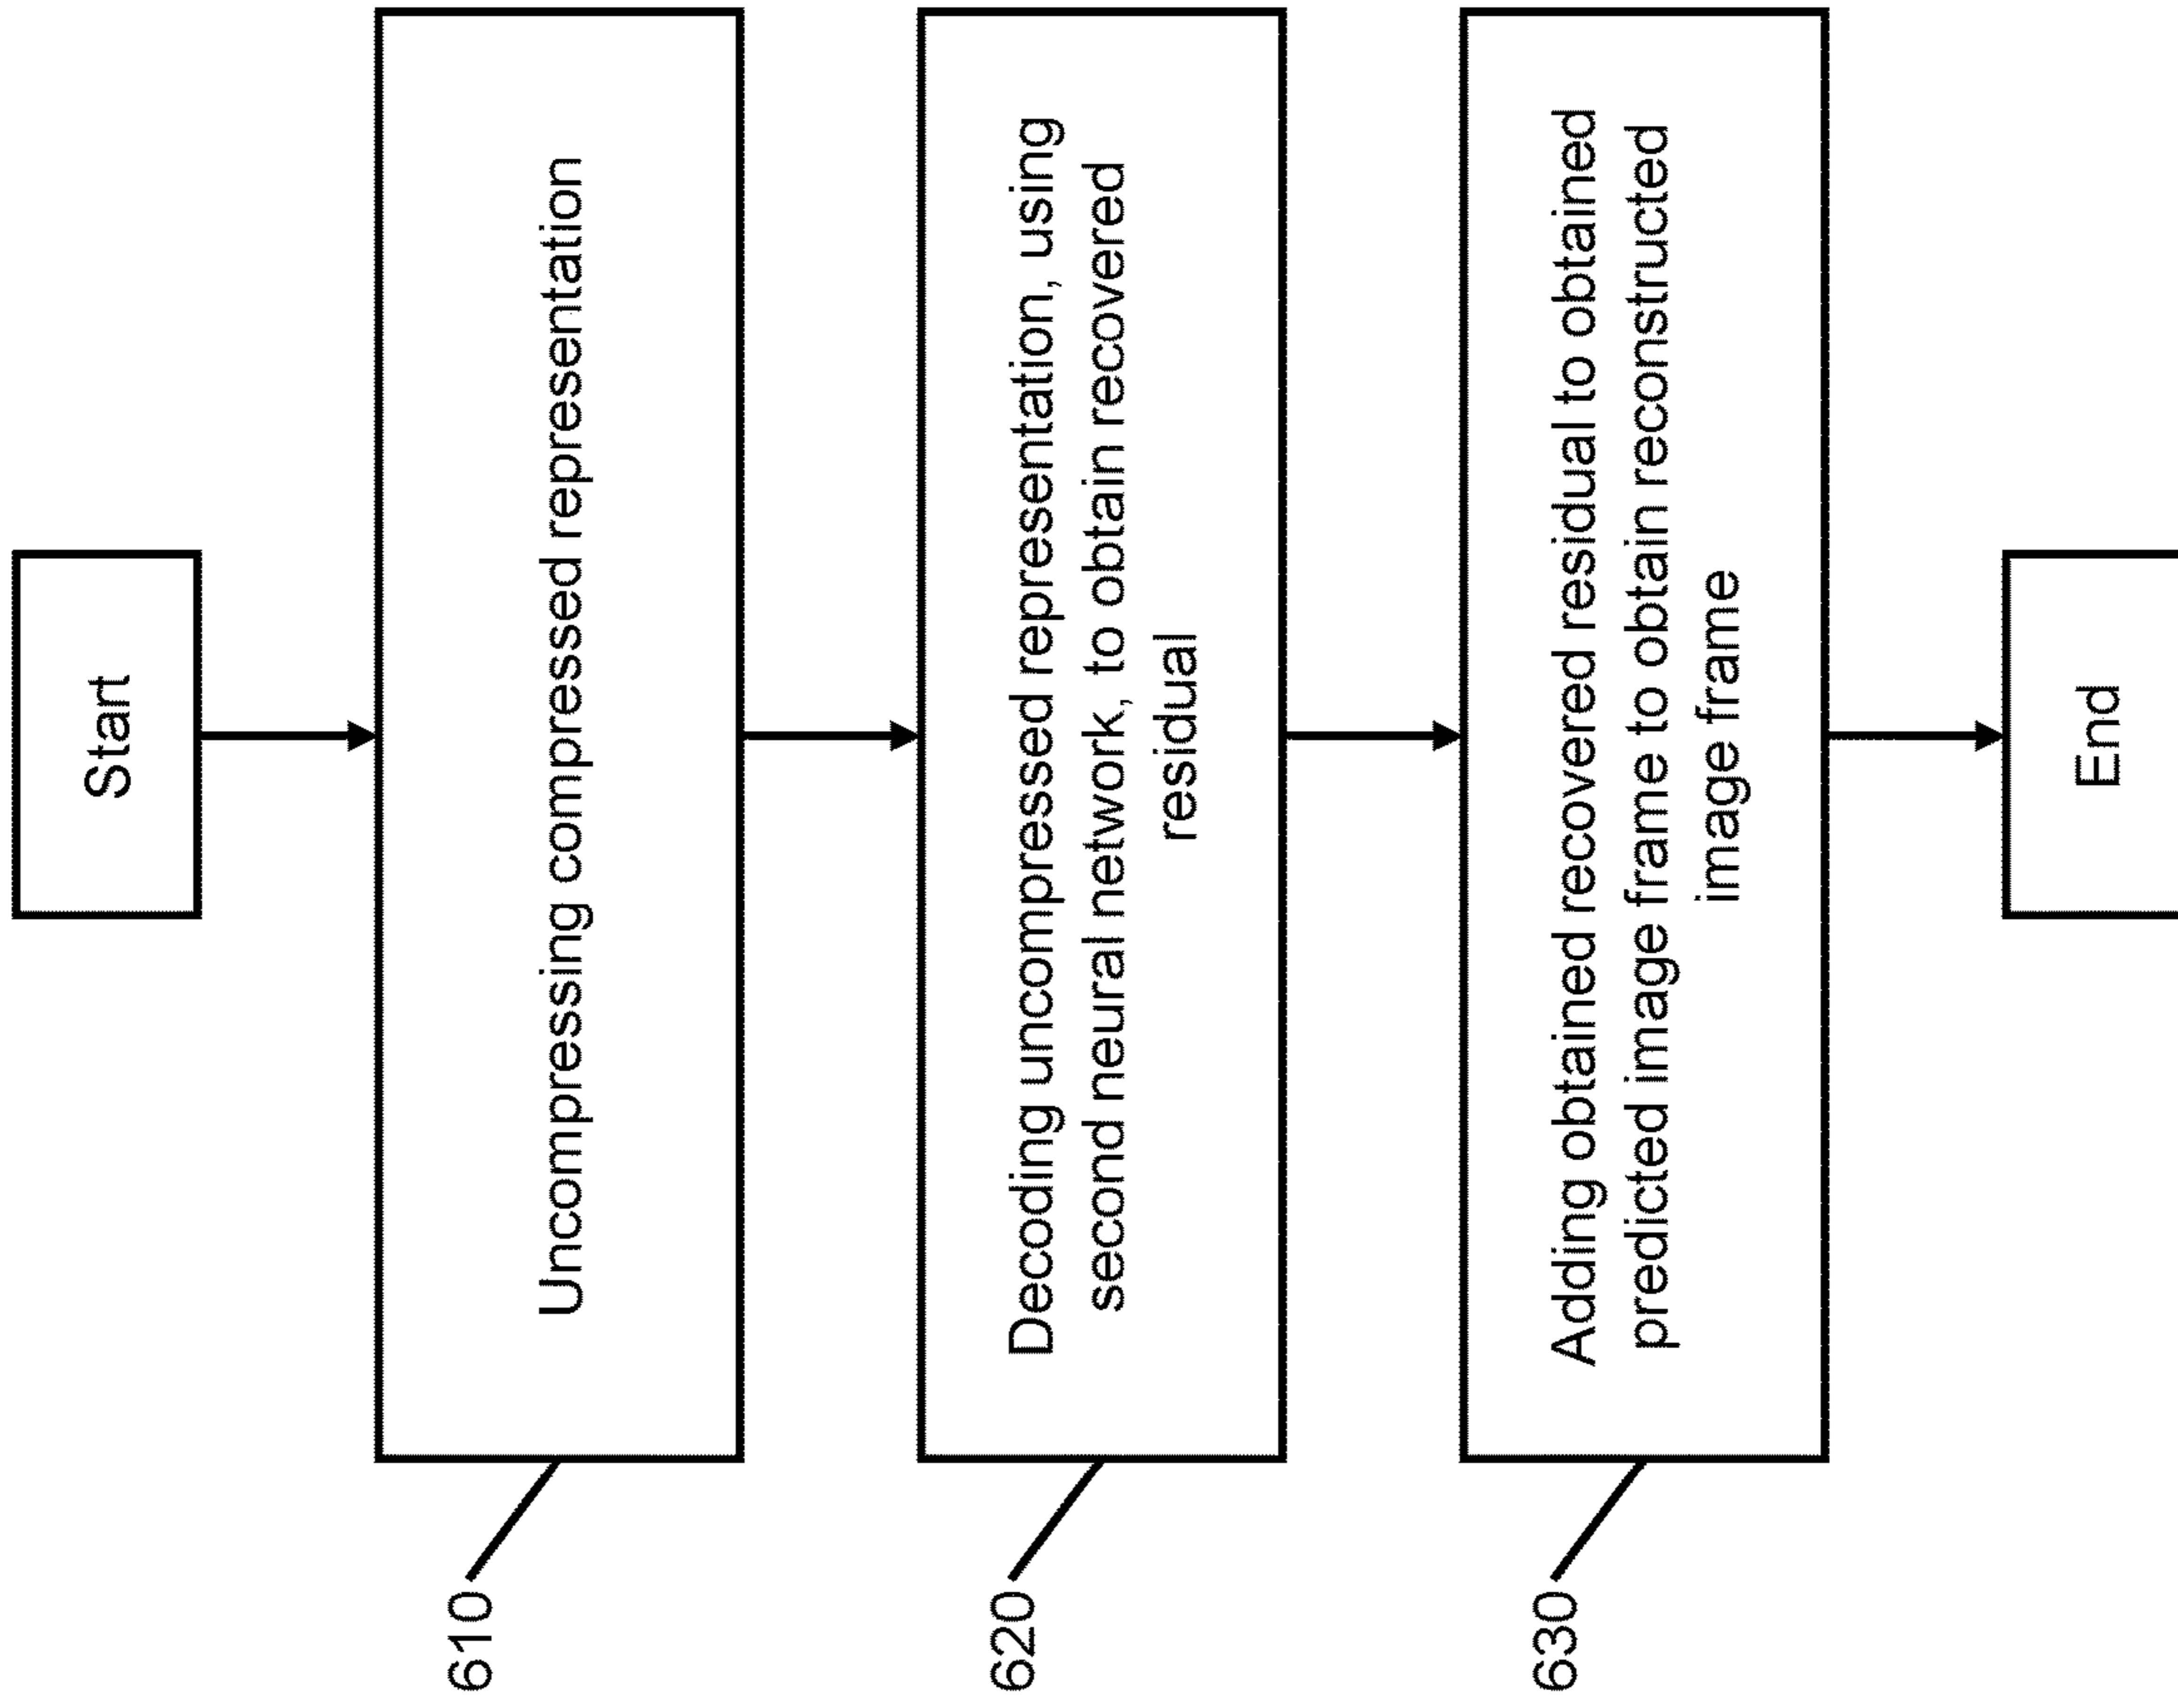 Start
610
Uncompressing compressed representation
620
Decoding uncompressed representation, using
second neural network, to obtain recovered
residual
630
Adding obtained recovered residual to obtained
predicted image frame to obtain reconstructed
image frame
End